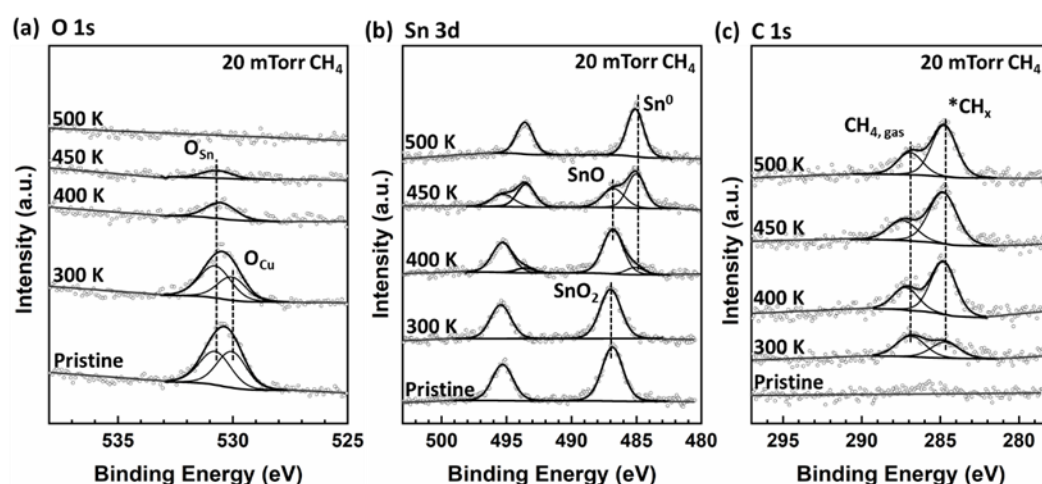 (a) O 1s
20 mTorr CH4
500 K
OSn
450 K
400 K
OCu
300 K
Pristine
535
530
525
Binding Energy (eV)
Intensity (a.u.)
(b) Sn 3d
20 mTorr CH4
Sn0
500 K
SnO
450 K
400 K
SnO2
300 K
Pristine
500
495
490
485
480
Binding Energy (eV)
Intensity (a.u.)
(c) C 1s
20 mTorr CH4
*CHx
CH4, gas
500 K
450 K
400 K
300 K
Pristine
295
290
285
280
Binding Energy (eV)
Intensity (a.u.)